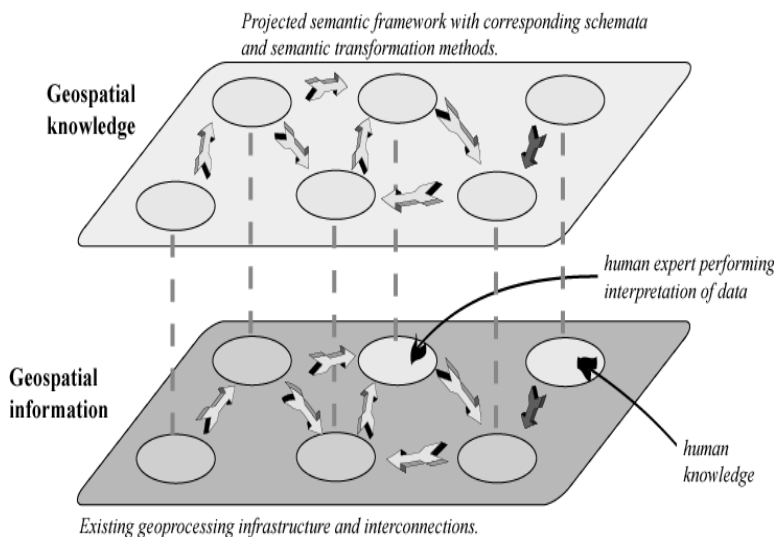 Projected semantic framework with corresponding schemata
and semantic transformation methods.
Geospatial
knowledge
human expert performing
interpretation of data
Geospatial
information
human
knowledge
Existing geoprocessing infrastructure and interconnections.